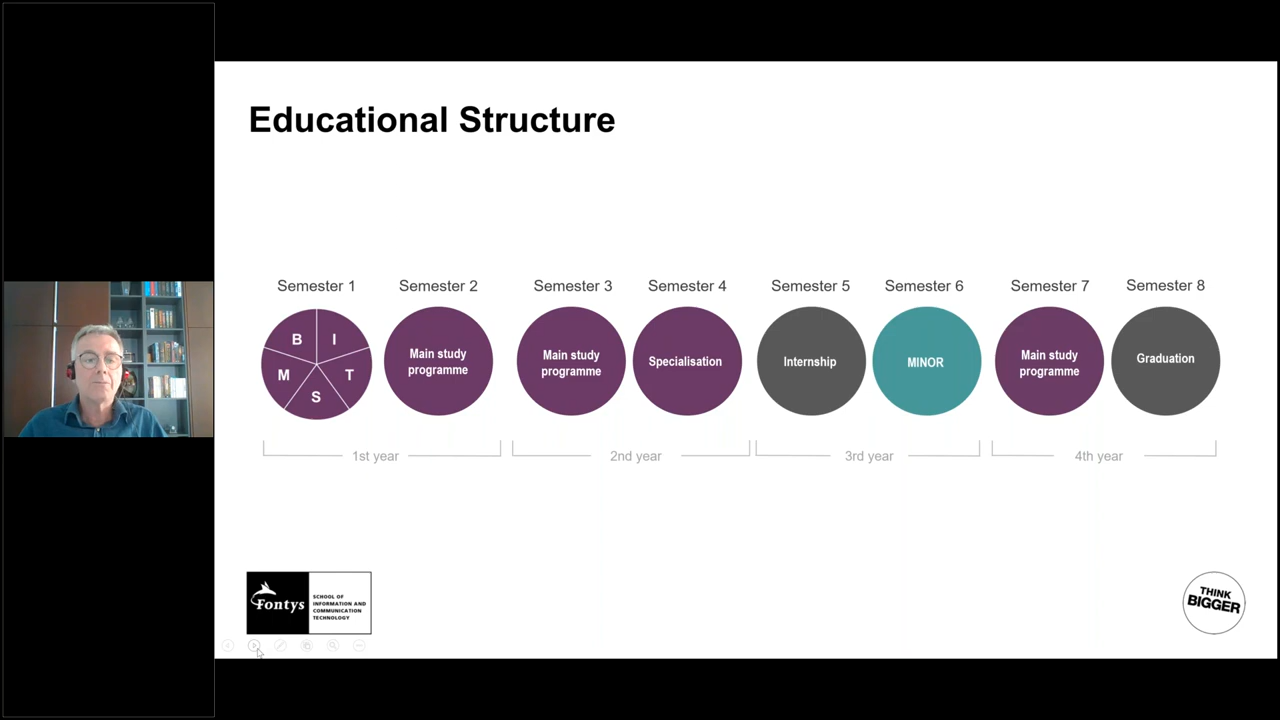 Educational Structure
Semester 1 Semester 2 Semester 3 Semester 4 Semester 5 Semester 6 Semester 7 Semester 8
B I
M T
S
Main study
programme
Main study
programme
Specialisation
Internship
MINOR
Main study
programme
Graduation
1st year 2nd year 3rd year 4th year
Fontys
SCHOOL OF
INFORMATION AND
COMMUNICATION
TECHNOLOGY
THINK
BIGGER